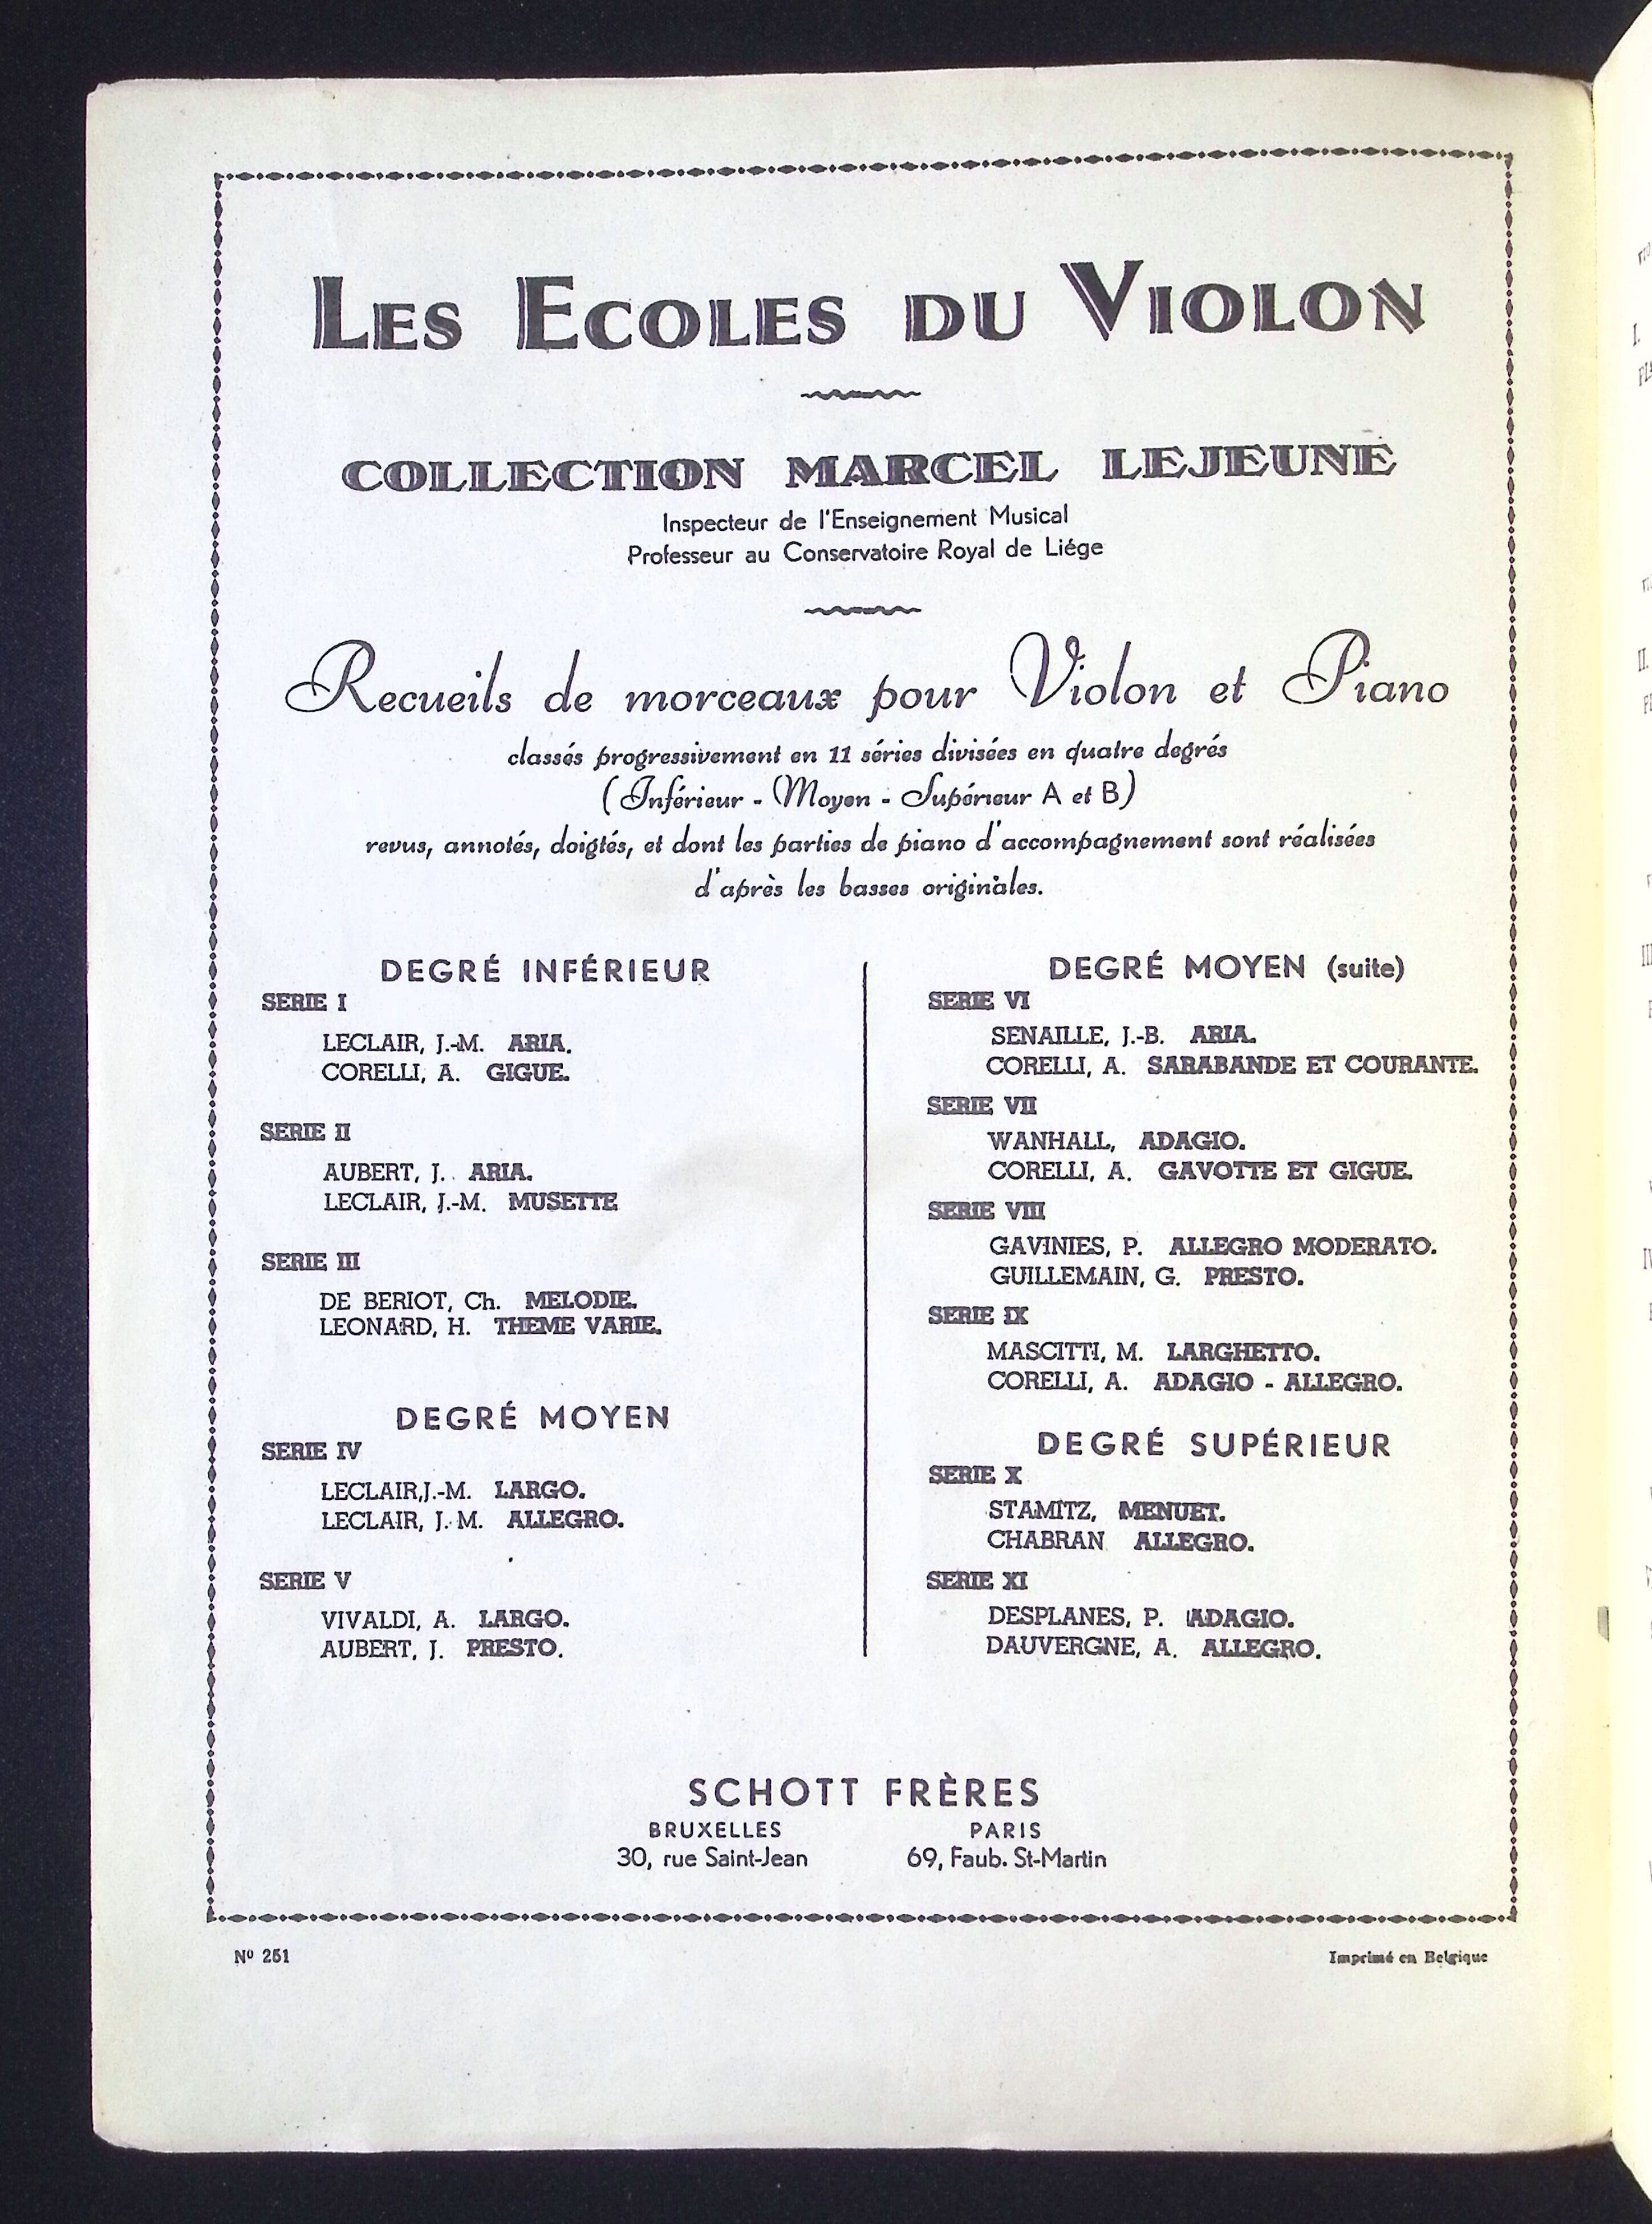 LES ECOLES DU VIOLON
COLLECTION MARCEL LEJEUNE
Inspecteur de l'Enseignement Musical
Professeur au Conservatoire Royal de Liége
Recueils de morceaux pour Violon et Piano
classés progressivement en 11 séries divisées en quatre degrés
(Inférieur - Moyen - Supérieur A et B)
revus, annotés, doigtés, et dont les parties de piano d'accompagnement sont réalisées
d'après les basses originales.
DEGRÉ INFÉRIEUR
SERIE I
LECLAIR, J.-M. ARIA.
CORELLI, A. GIGUE.
SERIE II
AUBERT, J. ARIA.
LECLAIR, J.-M. MUSETTE
SERIE III
DE BERIOT, Ch. MELODIE.
LEONARD, H. THEME VARIE.
DEGRÉ MOYEN
SERIE IV
LECLAIR,J.-M. LARGO.
LECLAIR, J.-M. ALLEGRO.
SERIE V
VIVALDI, A. LARGO.
AUBERT, J. PRESTO.
DEGRÉ MOYEN (suite)
SERIE VI
SENAILLE, J.-B. ARIA.
CORELLI, A. SARABANDE ET COURANTE.
SERIE VII
WANHALL, ADAGIO.
CORELLI, A. GAVOTTE ET GIGUE.
SERIE VIII
GAVINIES, P. ALLEGRO MODERATO.
GUILLEMAIN, G. PRESTO.
SERIE IX
MASCITTI, M. LARGHETTO.
CORELLI, A. ADAGIO - ALLEGRO.
DEGRÉ SUPÉRIEUR
SERIE X
STAMITZ, MENUET.
CHABRAN ALLEGRO.
SERIE XI
DESPLANES, P. ADAGIO.
DAUVERGNE, A. ALLEGRO.
SCHOTT FRÈRES
BRUXELLES PARIS
30, rue Saint-Jean 69, Faub. St-Martin
Nº 251 Imprimé en Belgique